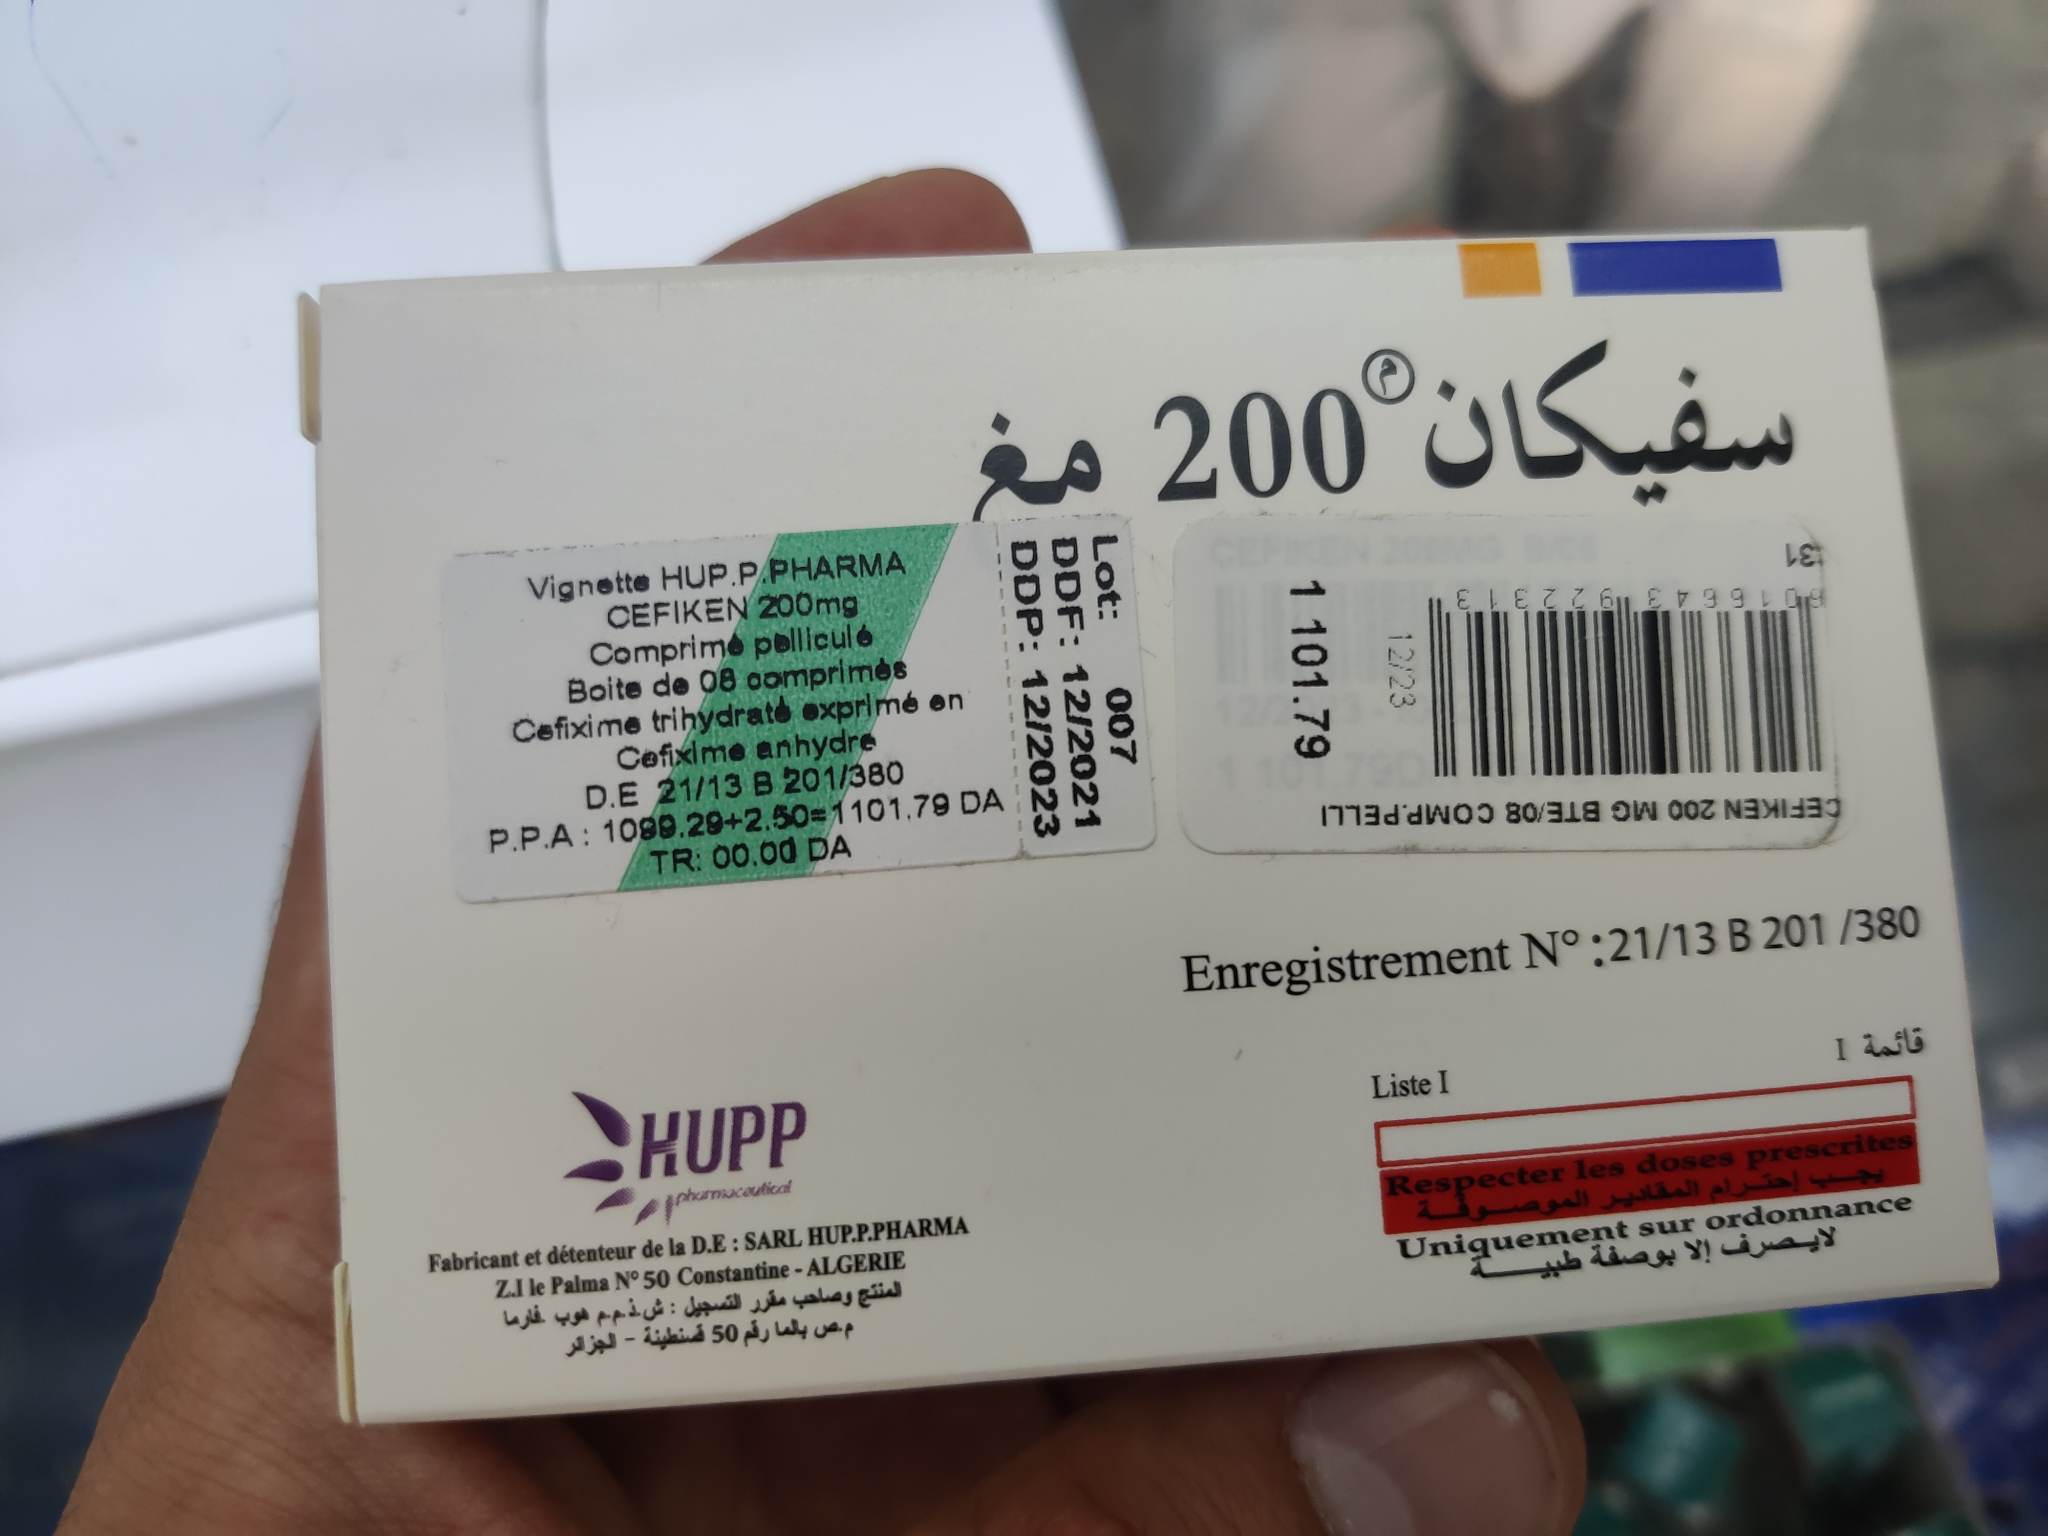 سفيكان® 200 مغ
Vignette HUP.P.PHARMA
CEFIKEN 200mg
Comprimé pelliculé
Boite de 08 comprimés
Cefixime trihydraté exprimé en
Cefixime anhydre
D.E 21/13 B 201/380
P.P.A : 1099.29+2.50=1101.79 DA
TR: 00.00 DA
Lot: 007
DDF: 12/2021
DDP: 12/2023
CEFIKEN 200 MG BTE/08 COMP.PELLI
12/23
1 101.79
Enregistrement N° :21/13 B 201 /380
قائمة I
Liste I
Respecter les doses prescrites
يجب إحترام المقادير الموصوفة
Uniquement sur ordonnance
لايصرف إلا بوصفة طبية
HUPP
pharmaceutical
Fabricant et détenteur de la D.E : SARL HUP.P.PHARMA
Z.I le Palma N° 50 Constantine - ALGERIE
المنتج وصاحب مقرر التسجيل : ش.ذ.م.م هوب .فارما
م.ص بالما رقم 50 قسنطينة - الجزائر